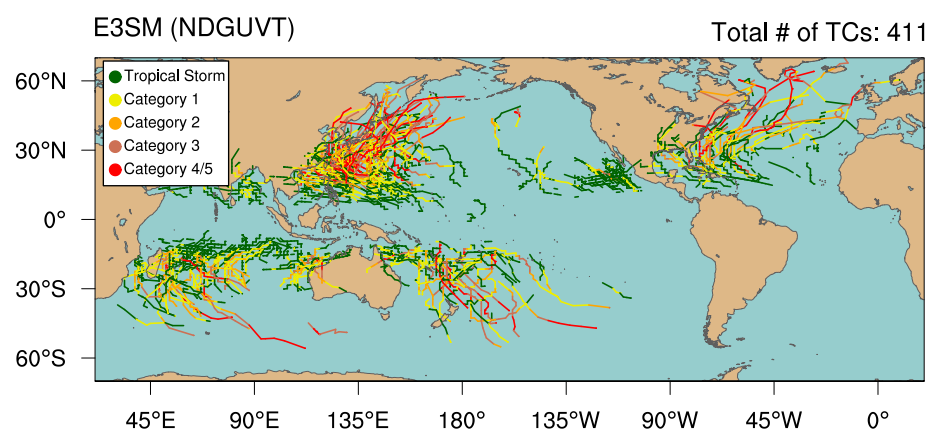 E3SM (NDGUVT)
Total # of TCs: 411
Tropical Storm
Category 1
Category 2
Category 3
Category 4/5
60°N
30°N
0°
30°S
60°S
45°E 90°E 135°E 180° 135°W 90°W 45°W 0°